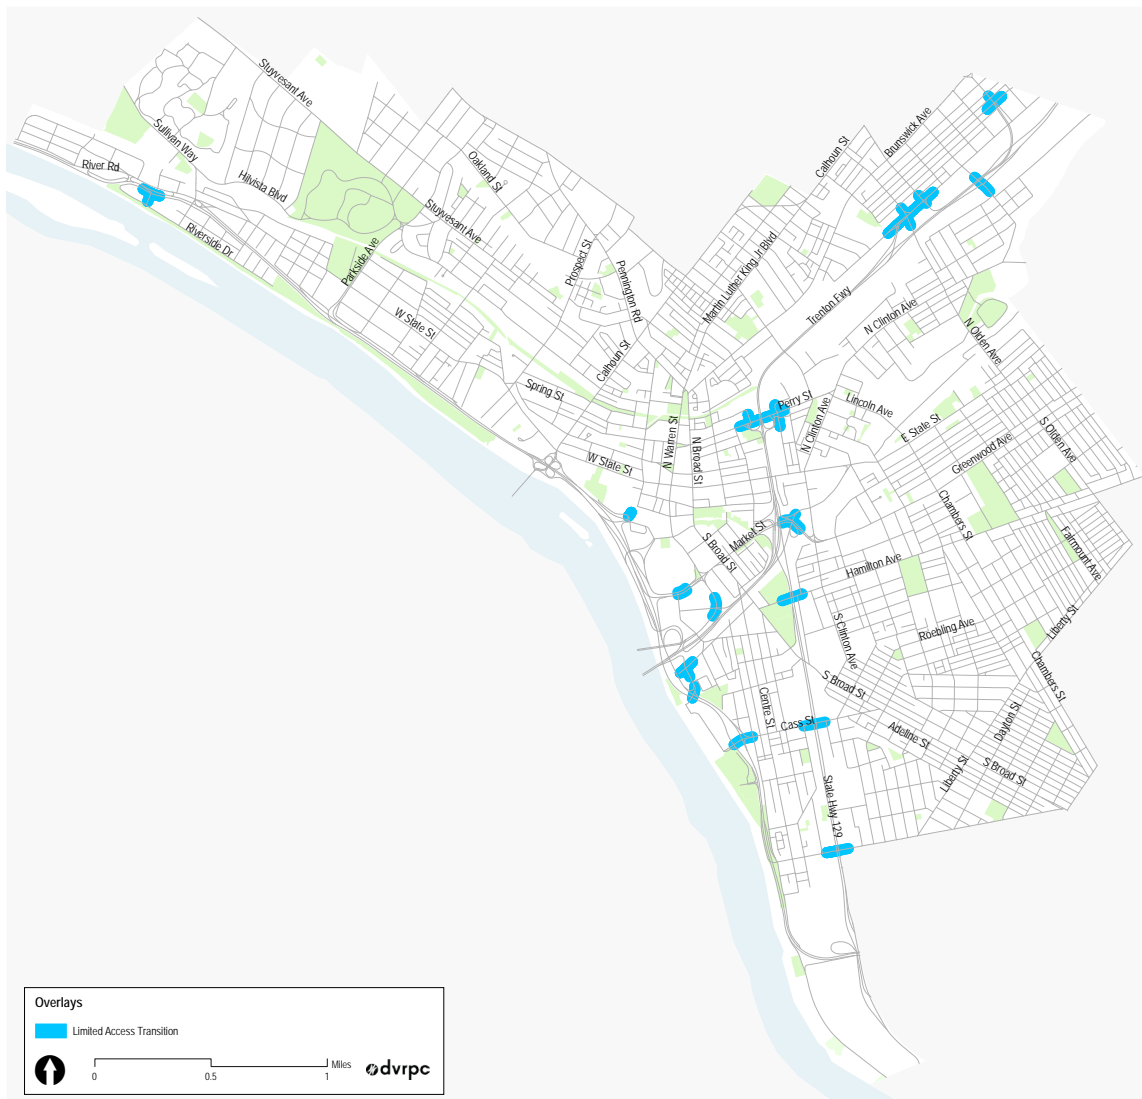 Stuyvesant Ave
Sullivan Way
River Rd
Hilvista Blvd
Oakland St
Stuyvesant Ave
Riverside Dr
Parkside Ave
Prospect St
Pennington Rd
W State St
Calhoun St
Spring St
Calhoun St
Brunswick Ave
Martin Luther King Jr Blvd
Trenton Fwy
N Clinton Ave
N Olden Ave
Perry St
Lincoln Ave
N Clinton Ave
E State St
S Olden Ave
Greenwood Ave
N Warren St
N Broad St
W State St
Chambers St
Market St
S Broad St
Fairmount Ave
Hamilton Ave
Liberty St
S Clinton Ave
Roebling Ave
Chambers St
S Broad St
Centre St
Cass St
Adeline St
Dayton St
Liberty St
S Broad St
State Hwy 129
Overlays
Limited Access Transition
Miles
0 0.5 1
dvrpc